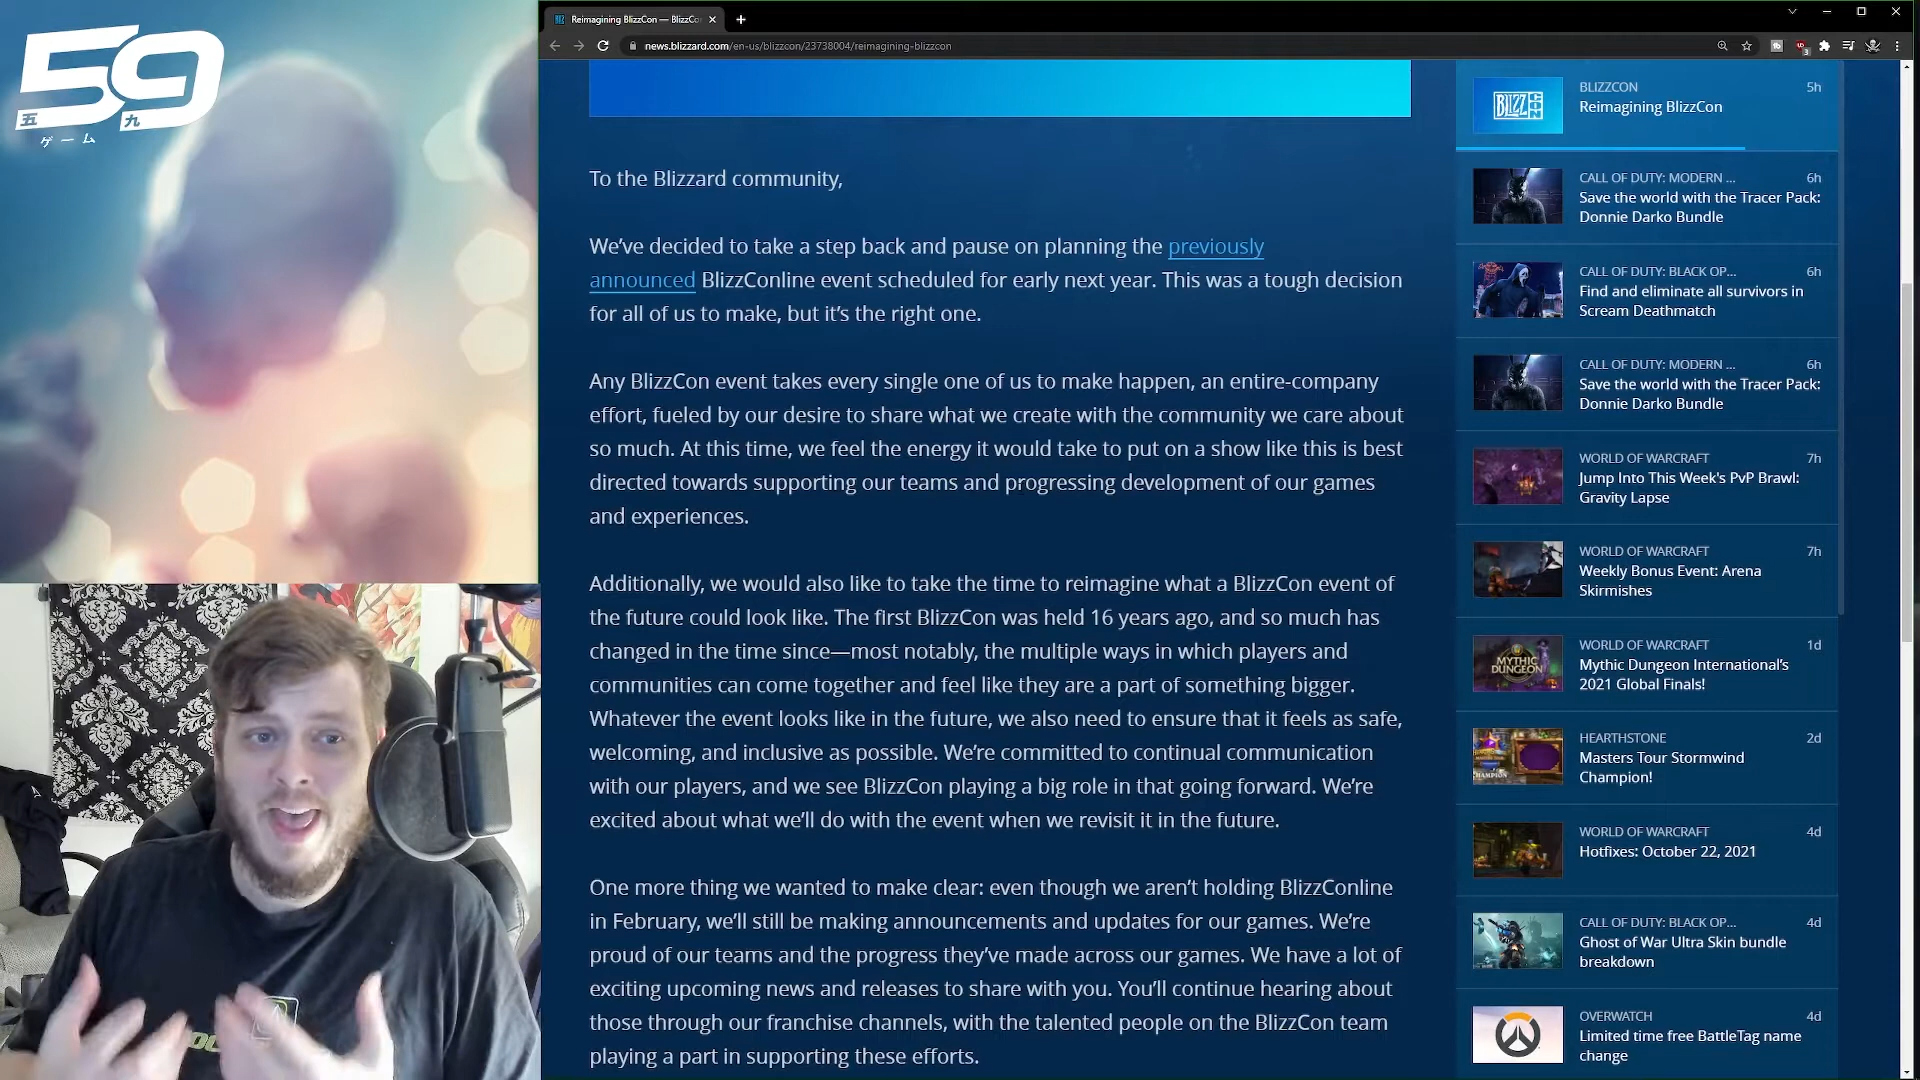 59
五 九
ゲーム
Reimagining BlizzCon — BlizzCo
news.blizzard.com/en-us/blizzcon/23738004/reimagining-blizzcon
To the Blizzard community,
We've decided to take a step back and pause on planning the previously
announced BlizzConline event scheduled for early next year. This was a tough decision
for all of us to make, but it's the right one.
Any BlizzCon event takes every single one of us to make happen, an entire-company
effort, fueled by our desire to share what we create with the community we care about
so much. At this time, we feel the energy it would take to put on a show like this is best
directed towards supporting our teams and progressing development of our games
and experiences.
Additionally, we would also like to take the time to reimagine what a BlizzCon event of
the future could look like. The first BlizzCon was held 16 years ago, and so much has
changed in the time since—most notably, the multiple ways in which players and
communities can come together and feel like they are a part of something bigger.
Whatever the event looks like in the future, we also need to ensure that it feels as safe,
welcoming, and inclusive as possible. We're committed to continual communication
with our players, and we see BlizzCon playing a big role in that going forward. We're
excited about what we'll do with the event when we revisit it in the future.
One more thing we wanted to make clear: even though we aren't holding BlizzConline
in February, we'll still be making announcements and updates for our games. We're
proud of our teams and the progress they've made across our games. We have a lot of
exciting upcoming news and releases to share with you. You'll continue hearing about
those through our franchise channels, with the talented people on the BlizzCon team
playing a part in supporting these efforts.
BLIZZ CON
BLIZZCON 5h
Reimagining BlizzCon
CALL OF DUTY: MODERN ... 6h
Save the world with the Tracer Pack:
Donnie Darko Bundle
CALL OF DUTY: BLACK OP... 6h
Find and eliminate all survivors in
Scream Deathmatch
CALL OF DUTY: MODERN ... 6h
Save the world with the Tracer Pack:
Donnie Darko Bundle
WORLD OF WARCRAFT 7h
Jump Into This Week's PvP Brawl:
Gravity Lapse
WORLD OF WARCRAFT 7h
Weekly Bonus Event: Arena
Skirmishes
MYTHIC
DUNGEON
WORLD OF WARCRAFT 1d
Mythic Dungeon International's
2021 Global Finals!
HEARTHSTONE 2d
Masters Tour Stormwind
Champion!
WORLD OF WARCRAFT 4d
Hotfixes: October 22, 2021
CALL OF DUTY: BLACK OP... 4d
Ghost of War Ultra Skin bundle
breakdown
OVERWATCH 4d
Limited time free BattleTag name
change